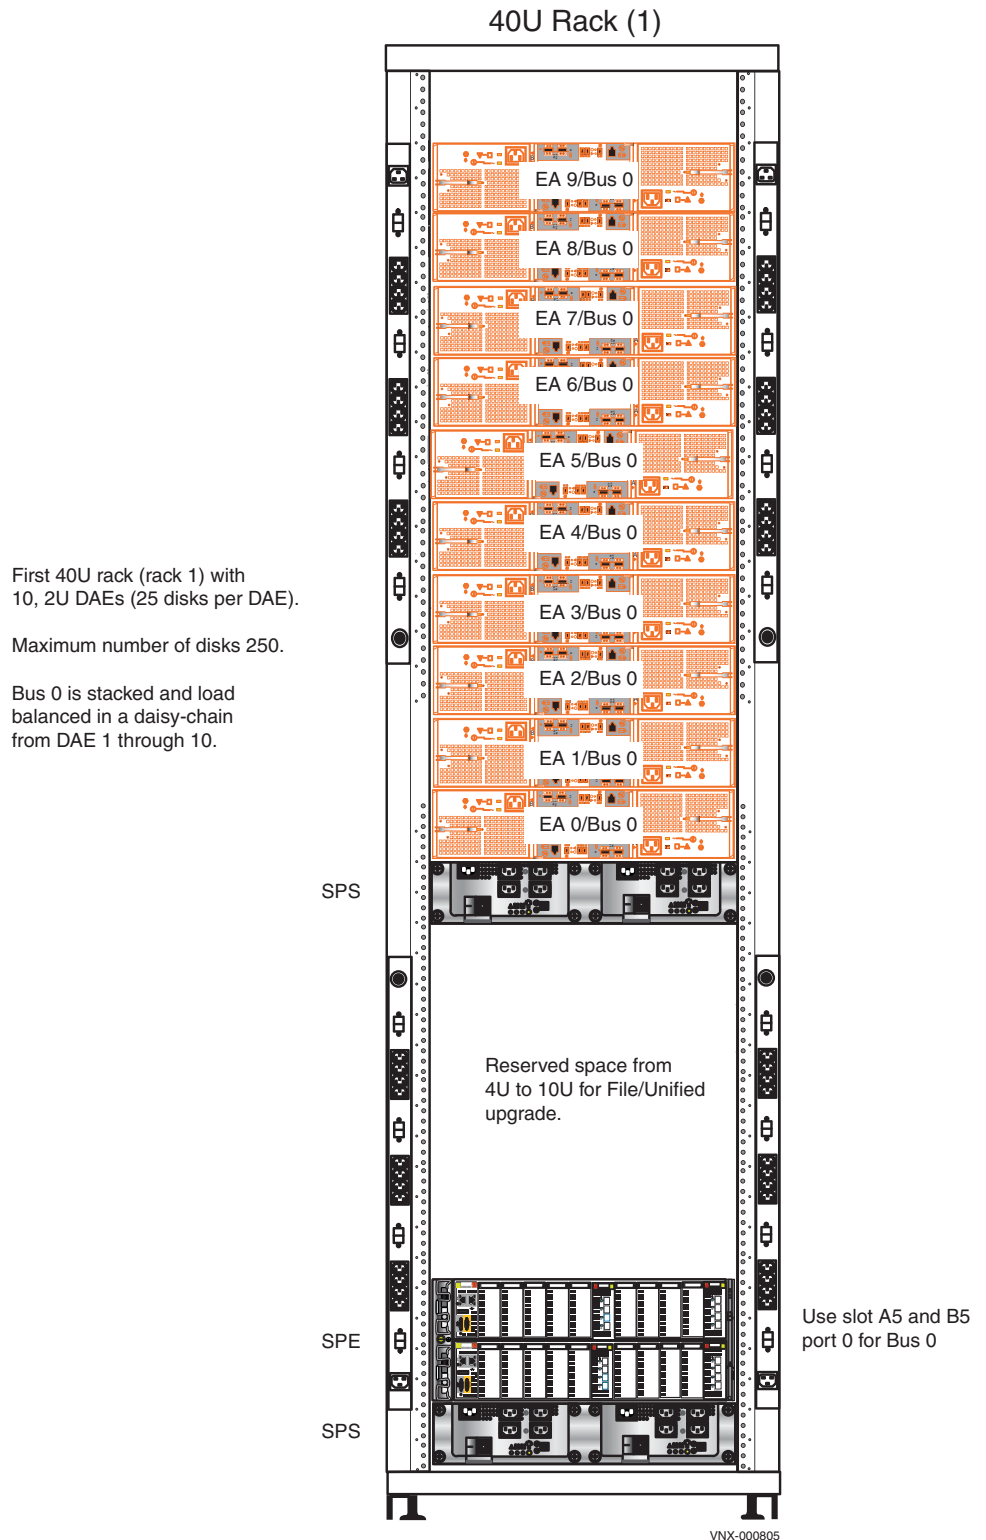 40U Rack (1)
EA 9/Bus 0
EA 8/Bus 0
EA 7/Bus 0
EA 6/Bus 0
EA 5/Bus 0
EA 4/Bus 0
EA 3/Bus 0
EA 2/Bus 0
EA 1/Bus 0
EA 0/Bus 0
First 40U rack (rack 1) with
10, 2U DAEs (25 disks per DAE).
Maximum number of disks 250.
Bus 0 is stacked and load
balanced in a daisy-chain
from DAE 1 through 10.
SPS
Reserved space from
4U to 10U for File/Unified
upgrade.
SPE
Use slot A5 and B5
port 0 for Bus 0
SPS
VNX-000805